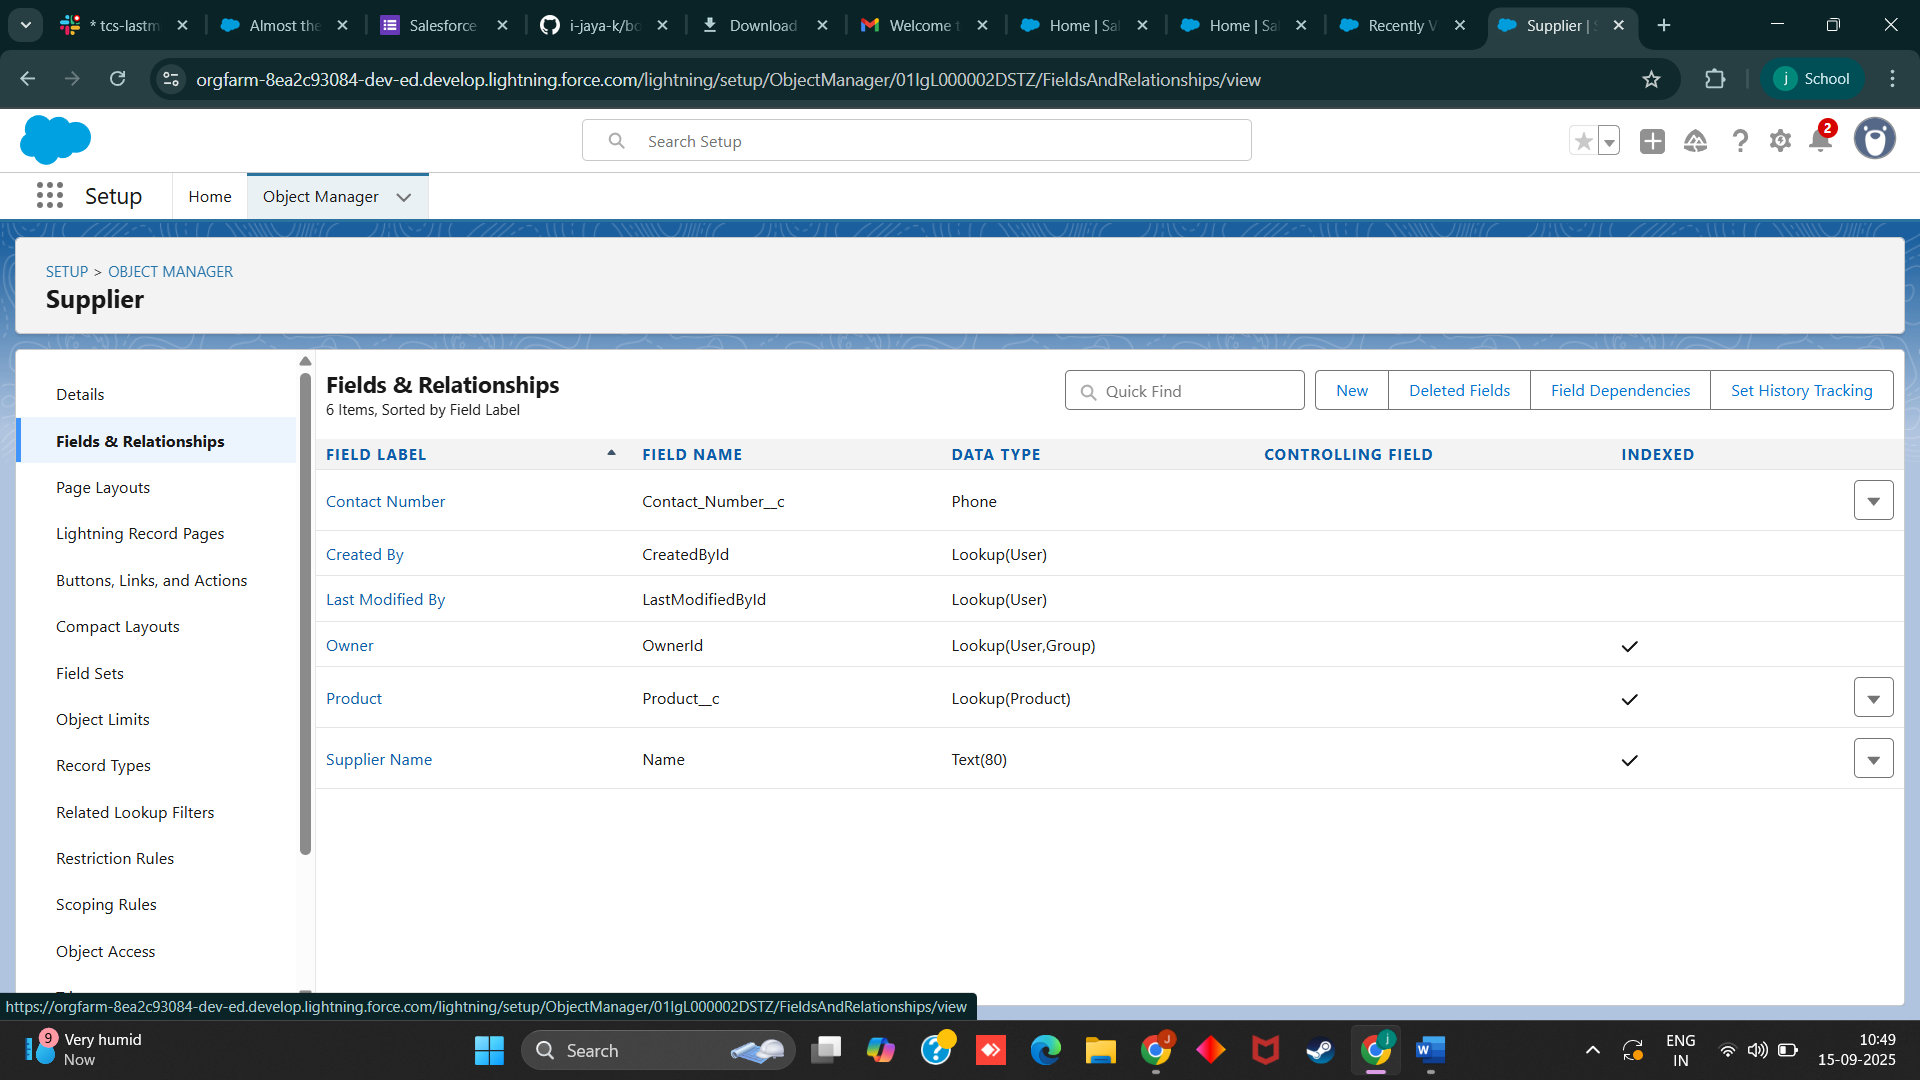 * tcs-lastm
Almost the
Salesforce
i-jaya-k/bo
Download
Welcome t
Home | Sal
Home | Sal
Recently V
Supplier | S
orgfarm-8ea2c93084-dev-ed.develop.lightning.force.com/lightning/setup/ObjectManager/01IgL000002DSTZ/FieldsAndRelationships/view
j School
Search Setup
2
Setup
Home
Object Manager
SETUP > OBJECT MANAGER
Supplier
Details
Fields & Relationships
Page Layouts
Lightning Record Pages
Buttons, Links, and Actions
Compact Layouts
Field Sets
Object Limits
Record Types
Related Lookup Filters
Restriction Rules
Scoping Rules
Object Access
Fields & Relationships
6 Items, Sorted by Field Label
Quick Find
New
Deleted Fields
Field Dependencies
Set History Tracking
FIELD LABEL FIELD NAME DATA TYPE CONTROLLING FIELD INDEXED
Contact Number Contact_Number__c Phone
Created By CreatedById Lookup(User)
Last Modified By LastModifiedById Lookup(User)
Owner OwnerId Lookup(User,Group)
Product Product__c Lookup(Product)
Supplier Name Name Text(80)
https://orgfarm-8ea2c93084-dev-ed.develop.lightning.force.com/lightning/setup/ObjectManager/01IgL000002DSTZ/FieldsAndRelationships/view
9
Very humid
Now
Search
J
j
ENG
IN
10:49
15-09-2025